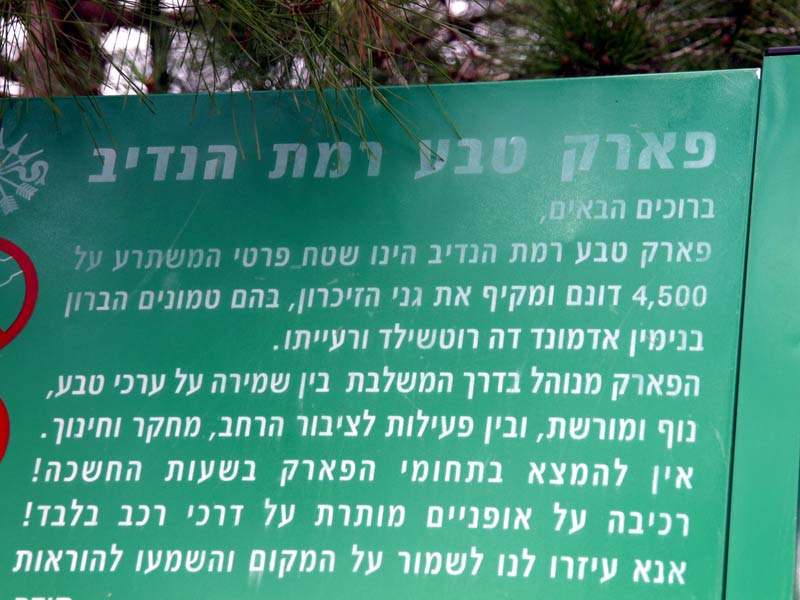 פארק טבע רמת הנדיב
ברוכים הבאים,
פארק טבע רמת הנדיב הינו שטח פרטי המשתרע על
4,500 דונם ומקיף את גני הזיכרון, בהם טמונים הברון
בנימין אדמונד דה רוטשילד ורעייתו.
הפארק מנוהל בדרך המשלבת בין שמירה על ערכי טבע,
נוף ומורשת, ובין פעילות לציבור הרחב, מחקר וחינוך.
אין להמצא בתחומי הפארק בשעות החשכה!
רכיבה על אופניים מותרת על דרכי רכב בלבד!
אנא עיזרו לנו לשמור על המקום והשמעו להוראות